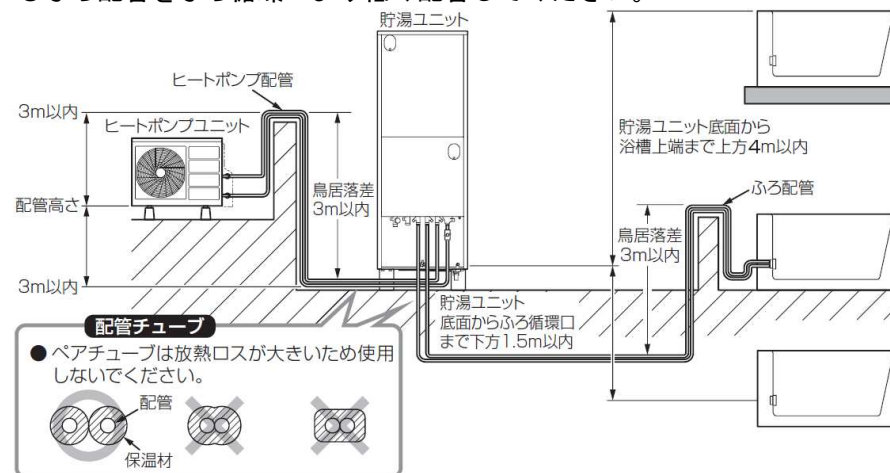 貯湯ユニット
ヒートポンプ配管
3m以内
ヒートポンプユニット
貯湯ユニット底面から
浴槽上端まで上方4m以内
ふろ配管
鳥居落差
3m以内
配管高さ
鳥居落差
3m以内
3m以内
貯湯ユニット
底面からふろ循環口
まで下方1.5m以内
配管チューブ
● ペアチューブは放熱ロスが大きいため使用
しないでください。
配管
保温材